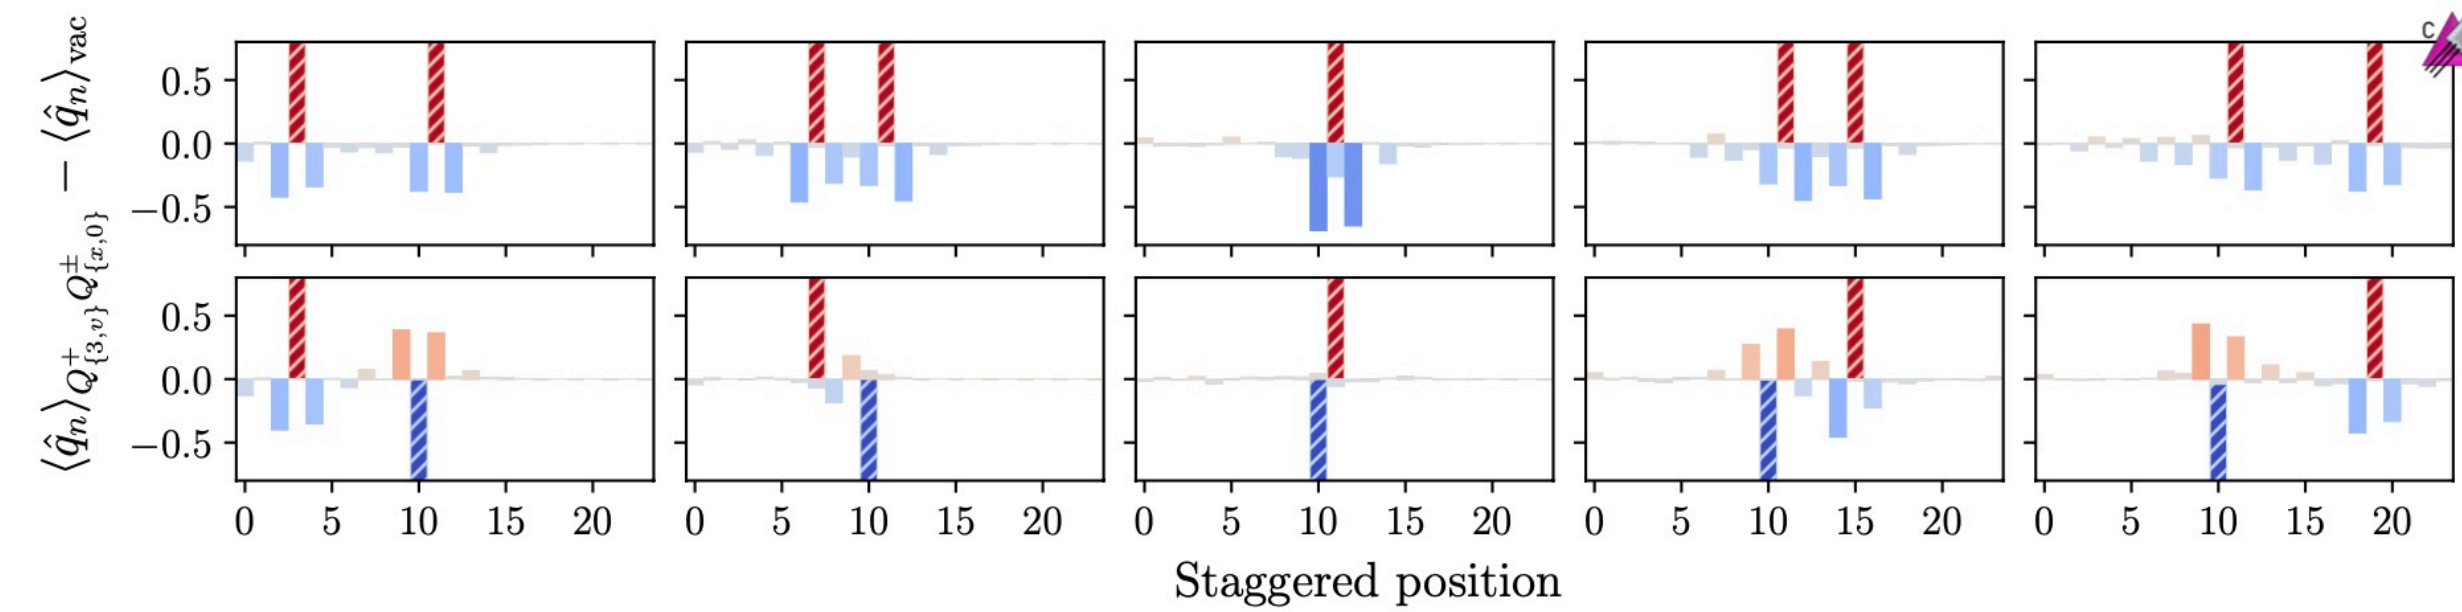 ⟨q̂ₙ⟩_{Q⁺_{{3,v}} Q^±_{{x,0}}} − ⟨q̂ₙ⟩_{vac}
C
0.5
0.0
−0.5
0.5
0.0
−0.5
0 5 10 15 20 0 5 10 15 20 0 5 10 15 20 0 5 10 15 20 0 5 10 15 20
Staggered position